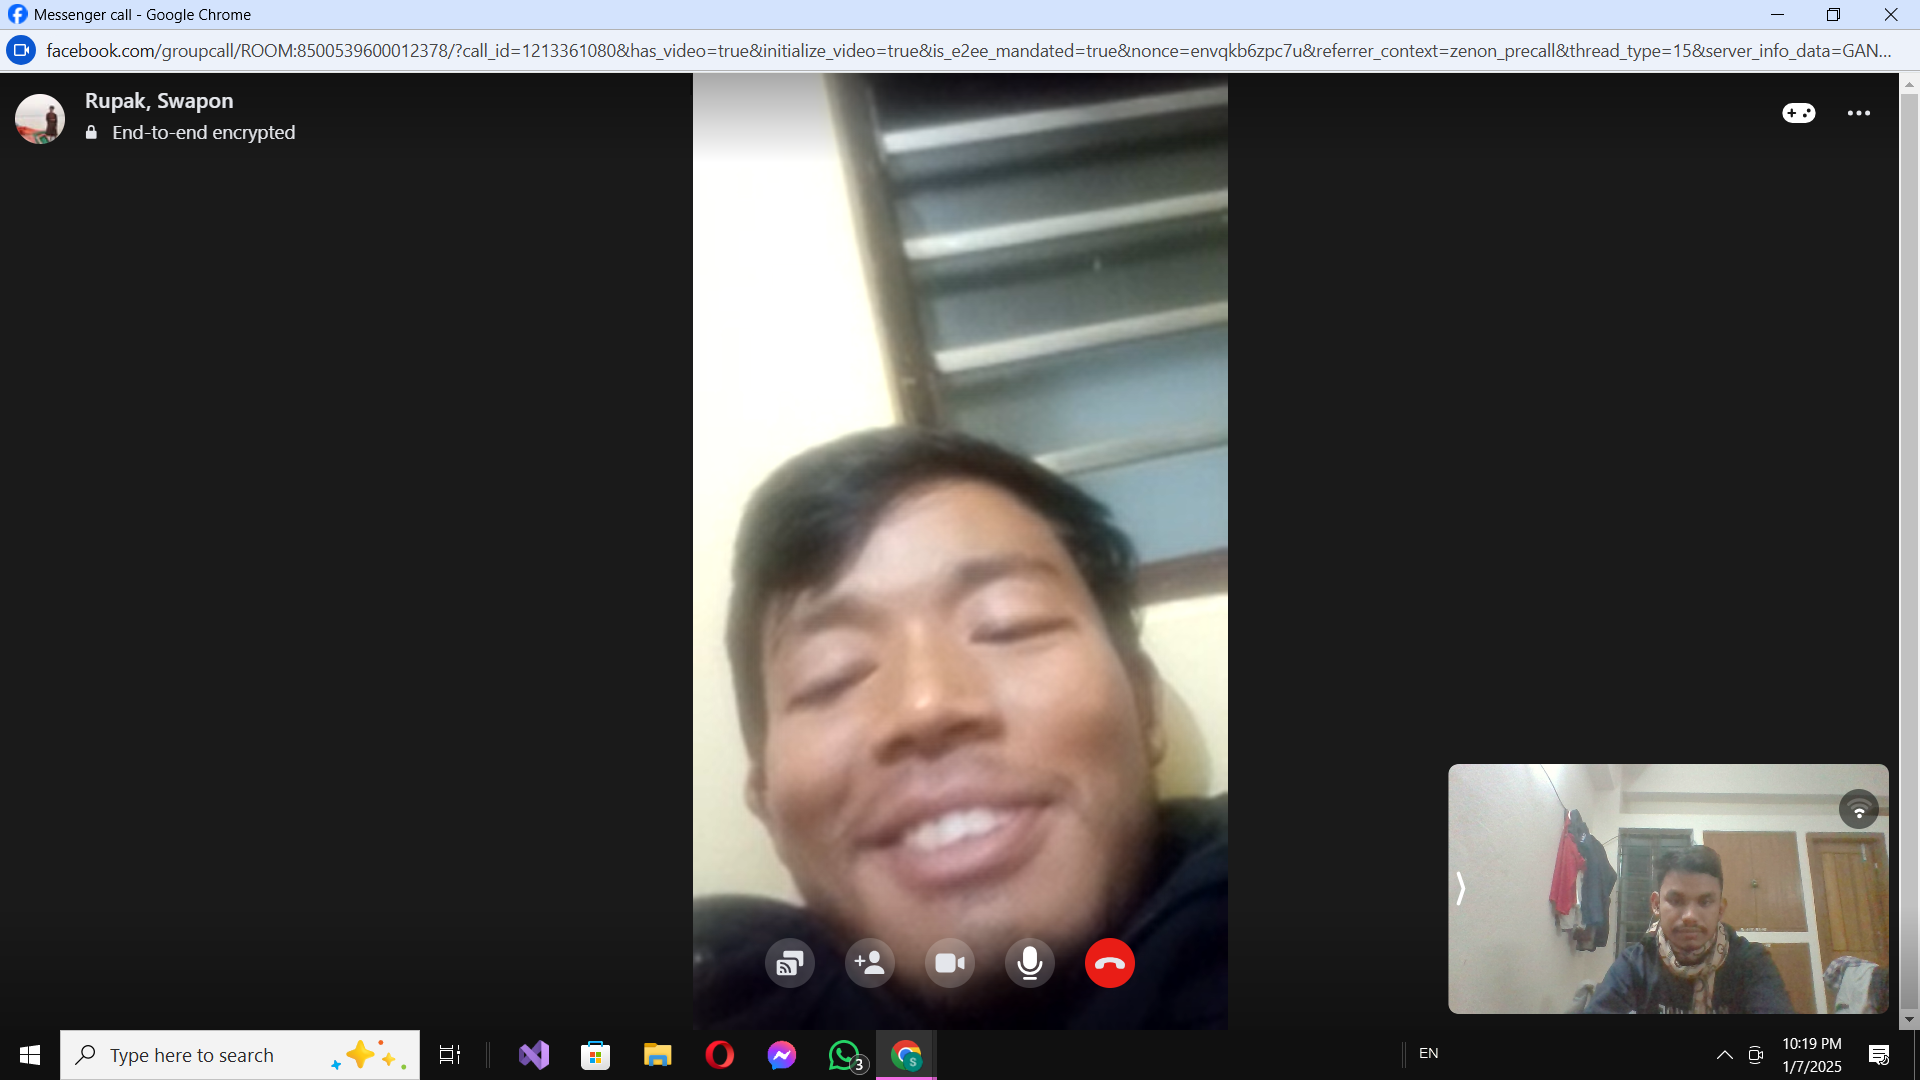 Messenger call - Google Chrome
facebook.com/groupcall/ROOM:8500539600012378/?call_id=1213361080&has_video=true&initialize_video=true&is_e2ee_mandated=true&nonce=envqkb6zpc7u&referrer_context=zenon_precall&thread_type=15&server_info_data=GAN...
Rupak, Swapon
End-to-end encrypted
Type here to search
3
S
EN
10:19 PM
1/7/2025